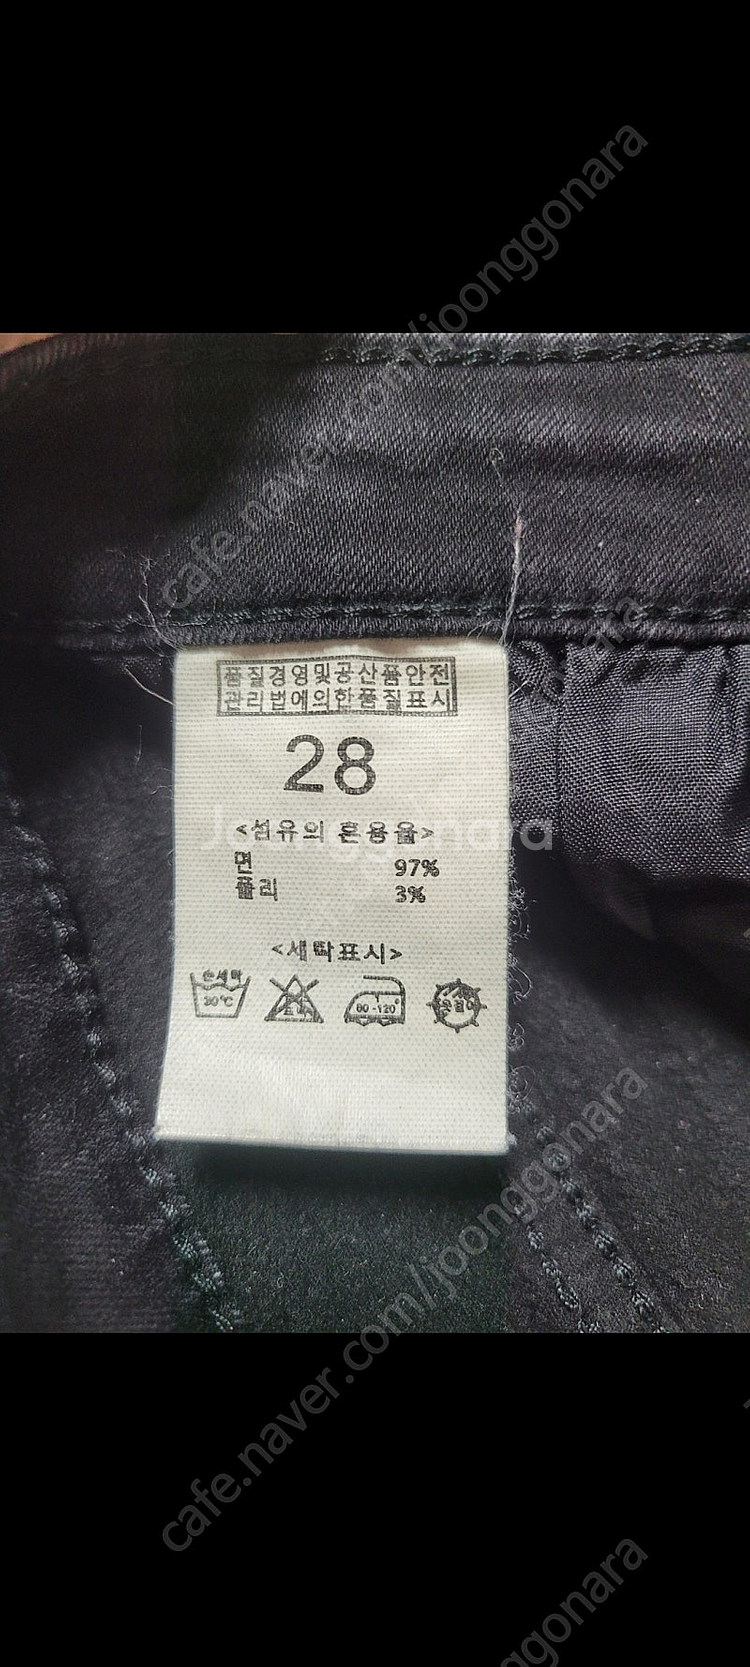 cafe.naver.com/joonggonara
품질경영및공산품안전
관리법에의한품질표시
28
<섬유의 혼용율>
Joonggonara
면 97%
폴리 3%
<세탁표시>
손세탁
30℃
80-120°
cafe.naver.com/joonggonara
cafe.naver.com/joonggonara